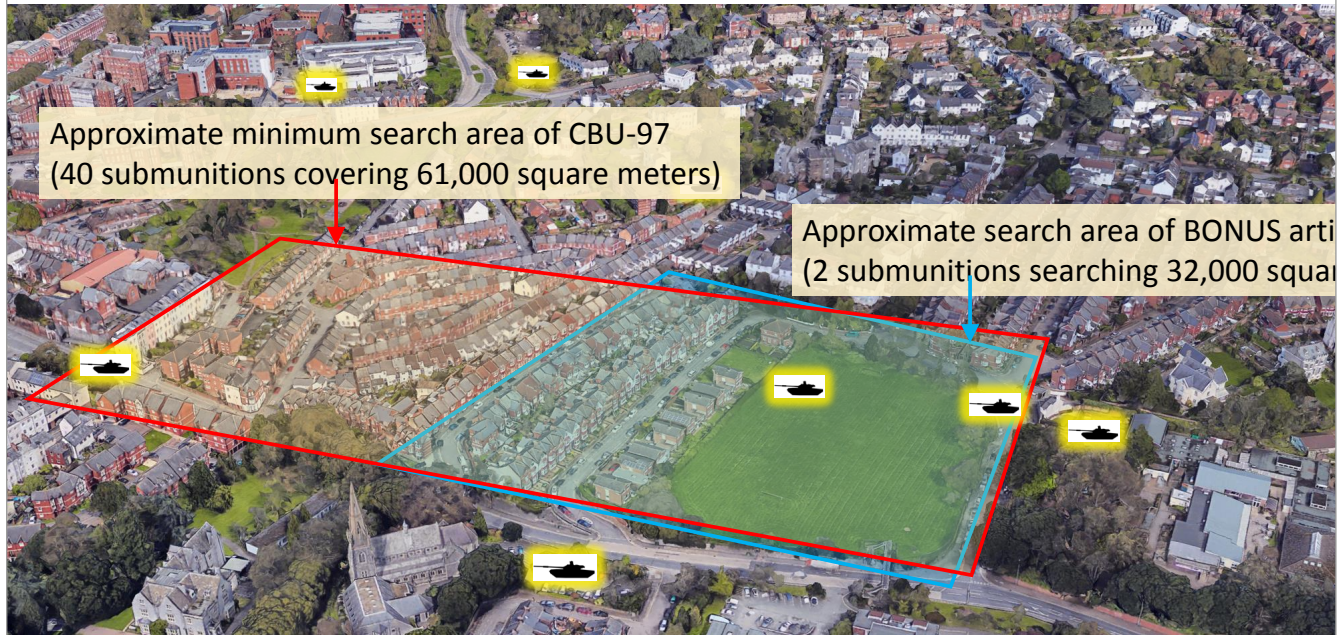 Approximate minimum search area of CBU-97
(40 submunitions covering 61,000 square meters)
Approximate search area of BONUS arti
(2 submunitions searching 32,000 squa